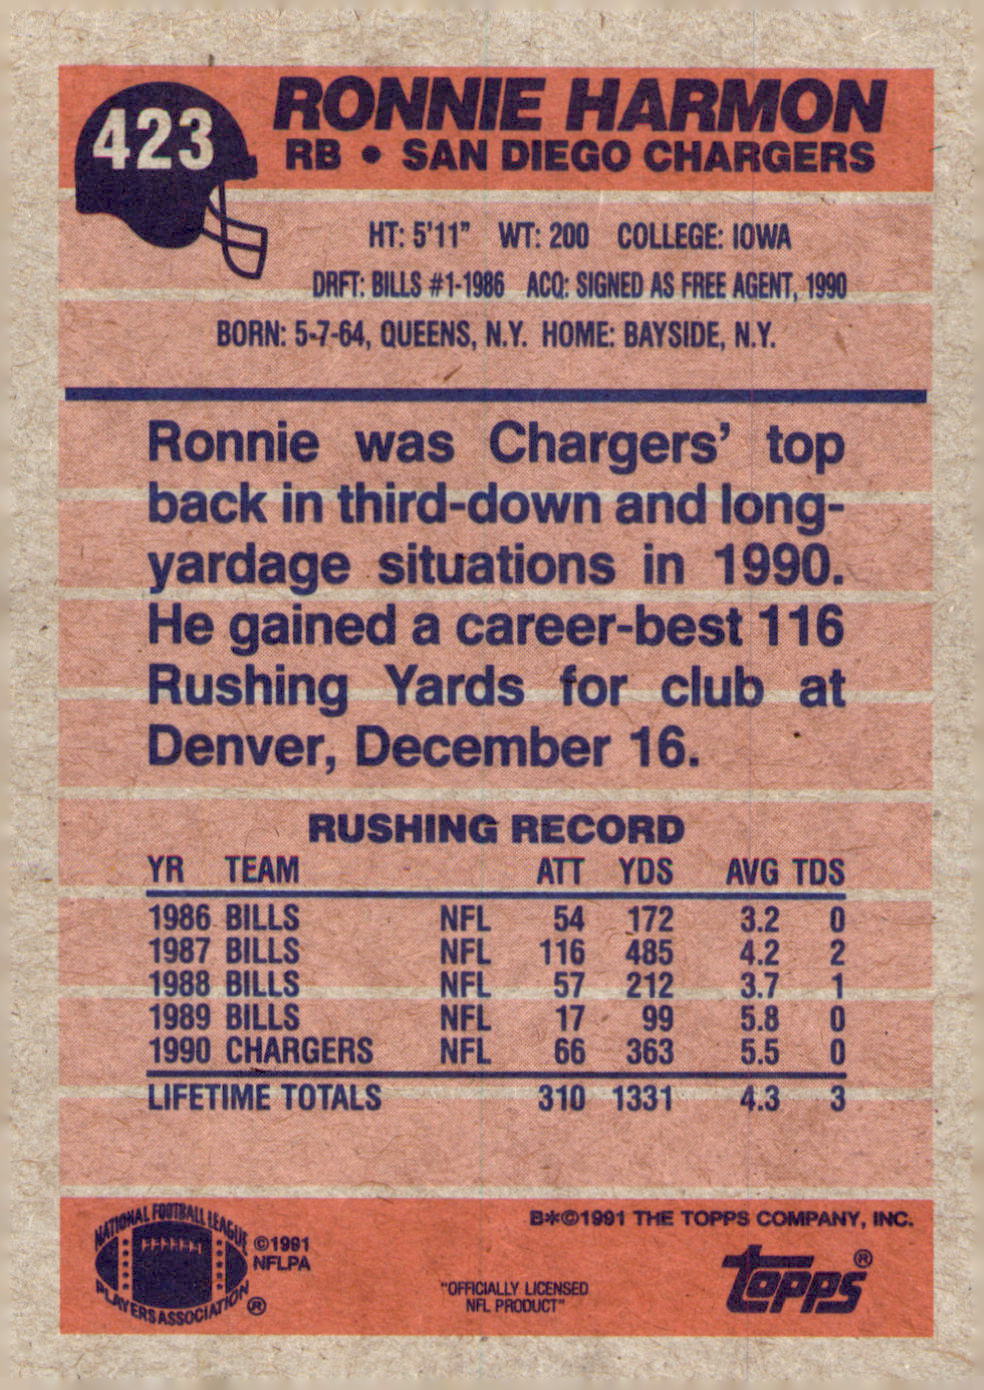 423
RONNIE HARMON
RB • SAN DIEGO CHARGERS
HT: 5'11" WT: 200 COLLEGE: IOWA
DRFT: BILLS #1-1986 ACQ: SIGNED AS FREE AGENT, 1990
BORN: 5-7-64, QUEENS, N.Y. HOME: BAYSIDE, N.Y.
Ronnie was Chargers' top
back in third-down and long-
yardage situations in 1990.
He gained a career-best 116
Rushing Yards for club at
Denver, December 16.
RUSHING RECORD
YR TEAM ATT YDS AVG TDS
1986 BILLS NFL 54 172 3.2 0
1987 BILLS NFL 116 485 4.2 2
1988 BILLS NFL 57 212 3.7 1
1989 BILLS NFL 17 99 5.8 0
1990 CHARGERS NFL 66 363 5.5 0
LIFETIME TOTALS 310 1331 4.3 3
NATIONAL FOOTBALL LEAGUE
PLAYERS ASSOCIATION ®
©1991
NFLPA
"OFFICIALLY LICENSED
NFL PRODUCT"
B*©1991 THE TOPPS COMPANY, INC.
topps®